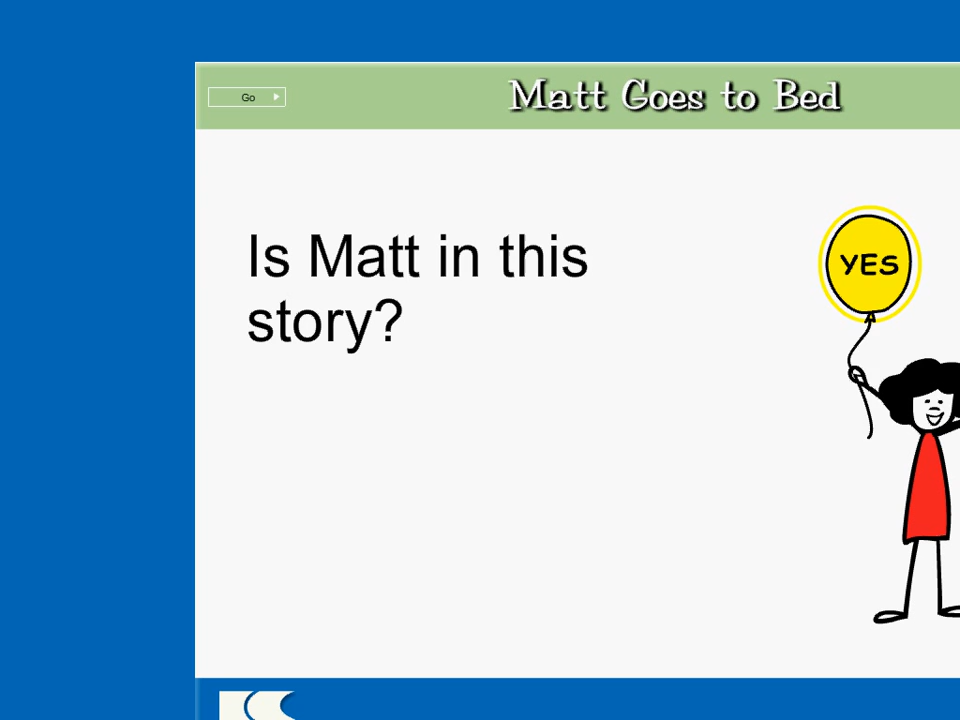 Go
Matt Goes to Bed
Is Matt in this
story?
YES